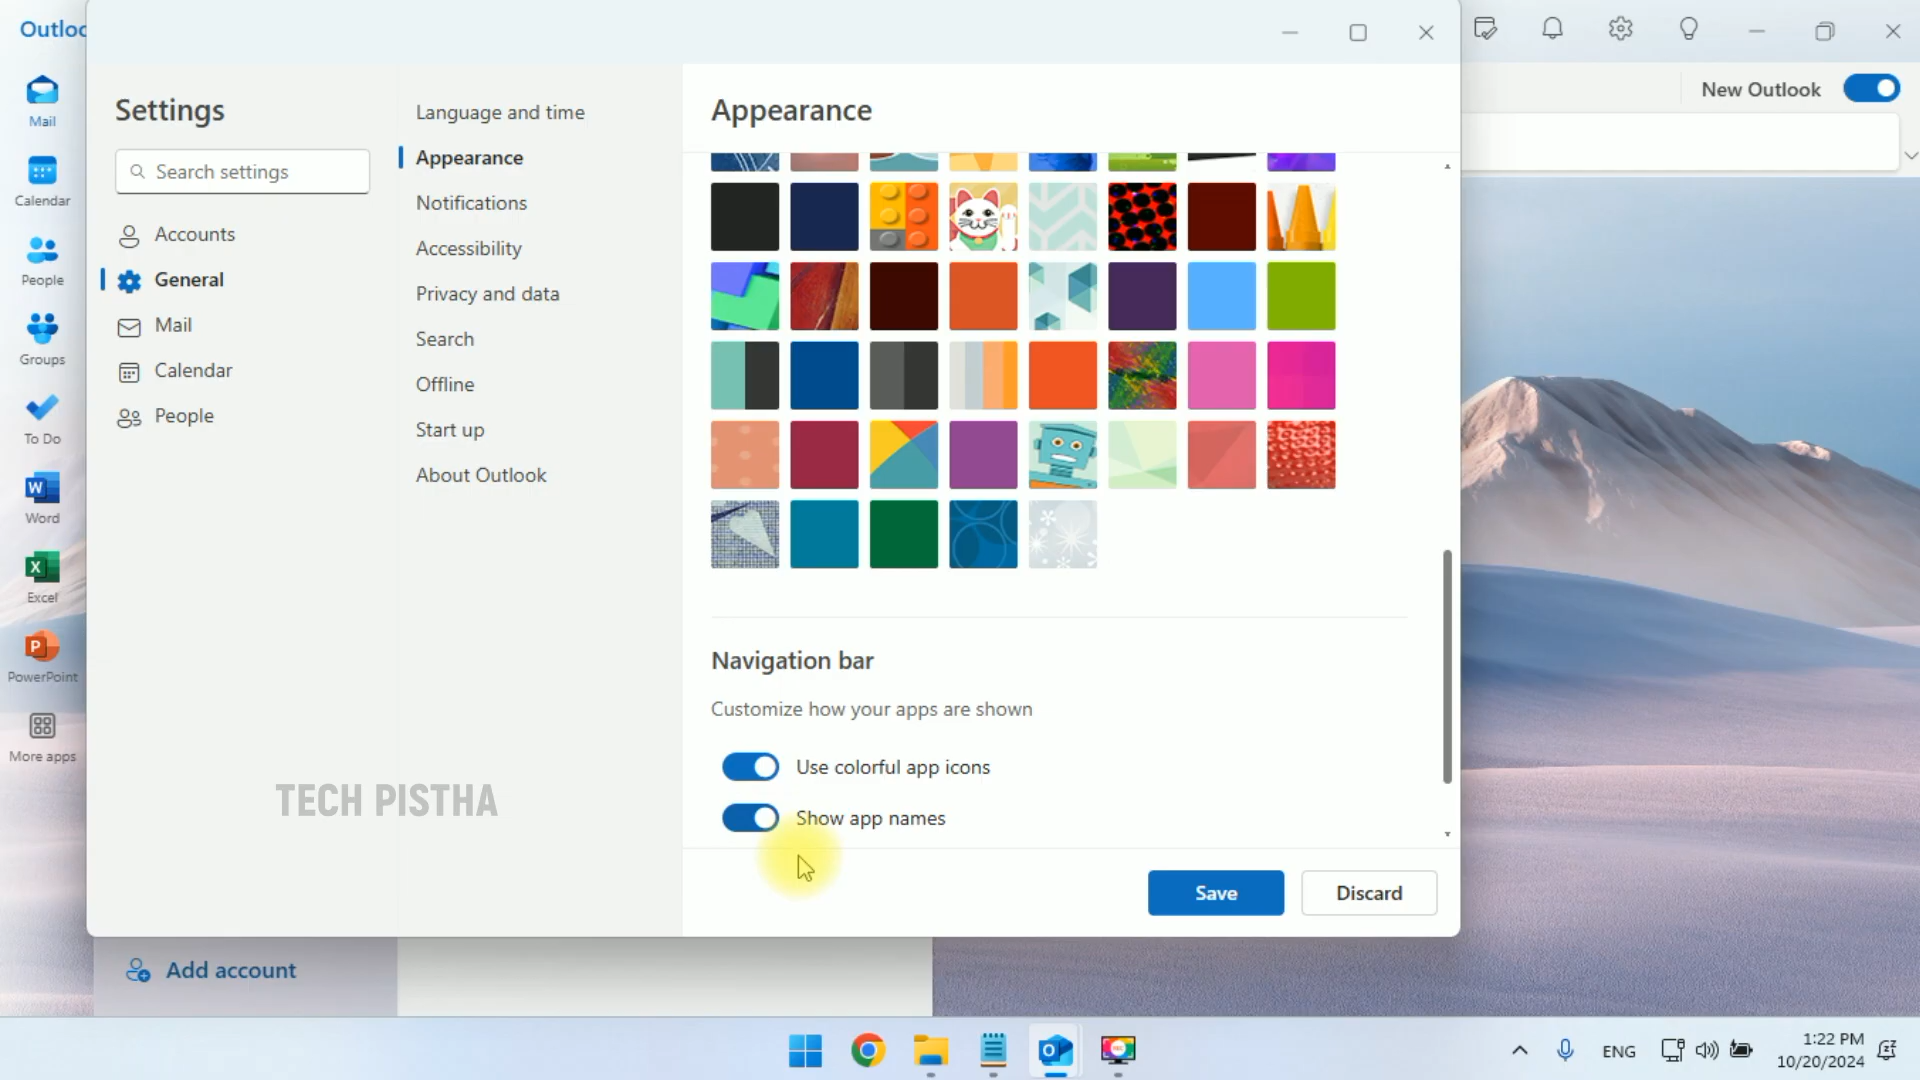 Outloc
New Outlook
Mail
Calendar
People
Groups
To Do
Word
Excel
PowerPoint
More apps
Settings
Search settings
Accounts
General
Mail
Calendar
People
Language and time
Appearance
Notifications
Accessibility
Privacy and data
Search
Offline
Start up
About Outlook
Appearance
Navigation bar
Customize how your apps are shown
Use colorful app icons
Show app names
Save
Discard
TECH PISTHA
Add account
ENG
1:22 PM
10/20/2024